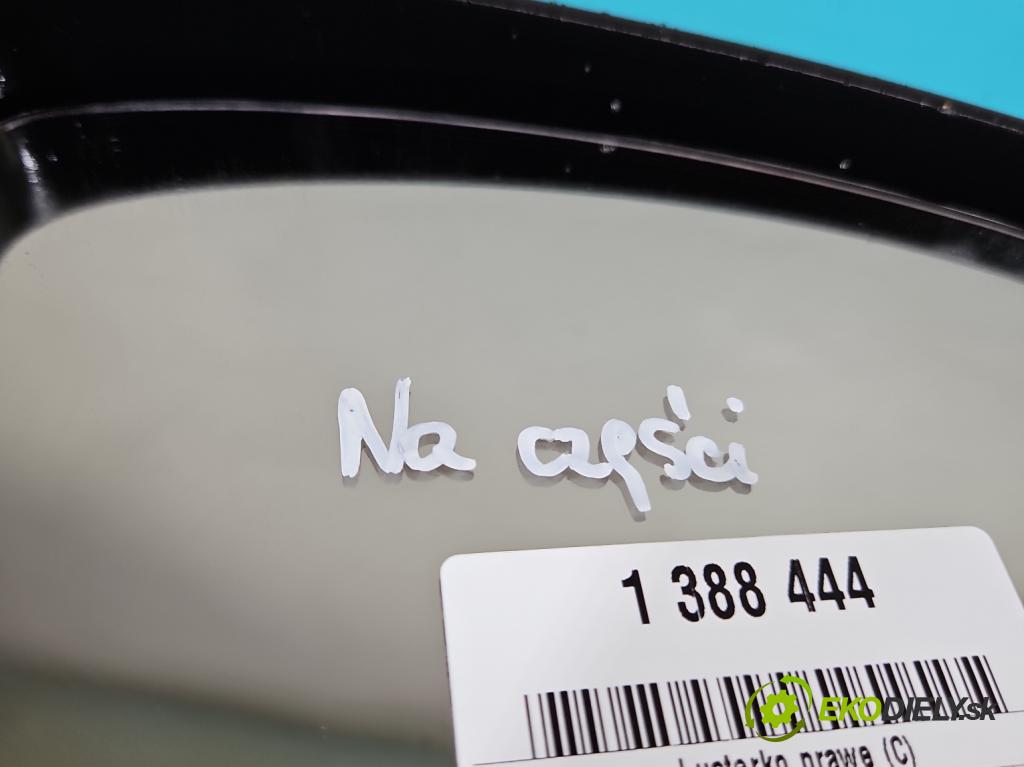 Na części
1 388 444
EKODIELY.sk
Lusterko prawe (C)